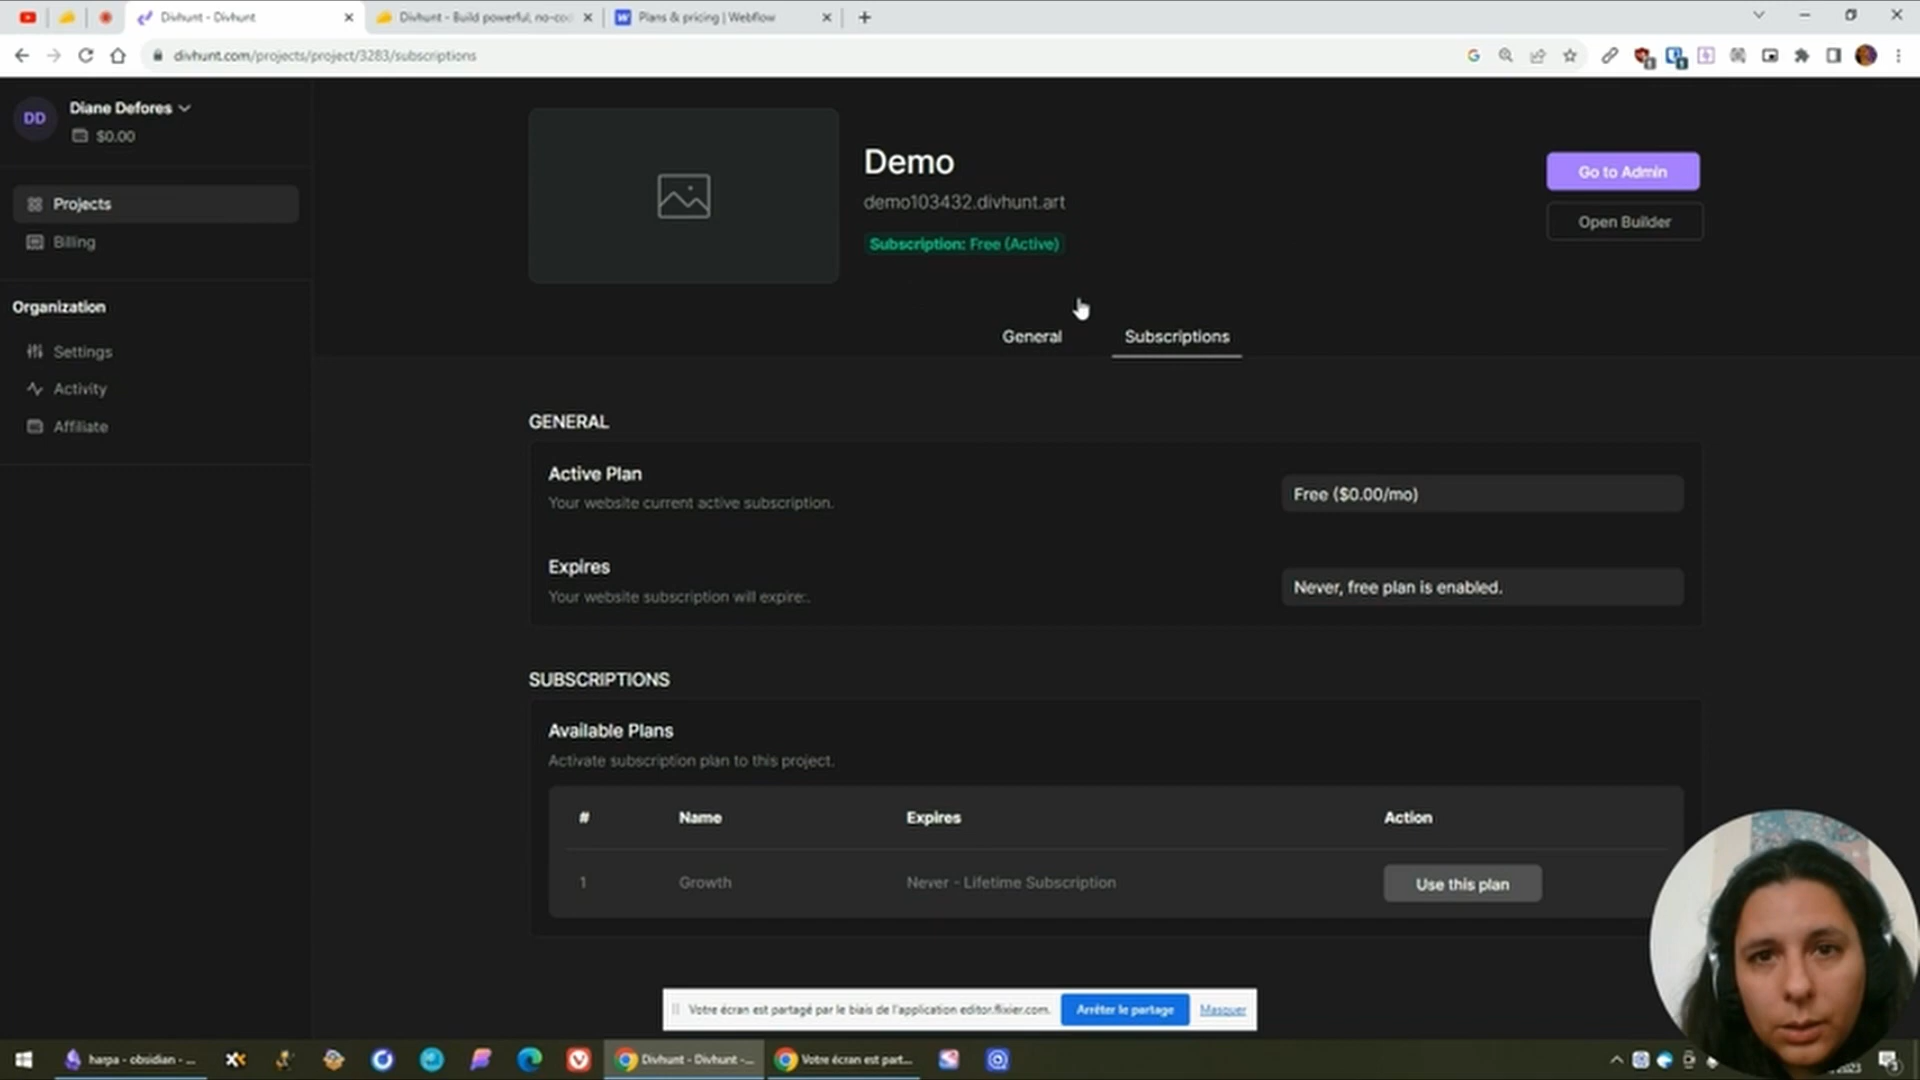 Divhunt - Divhunt
Divhunt - Build powerful, no-co
Plans & pricing | Webflow
divhunt.com/projects/project/3283/subscriptions
DD
Diane Defores
$0.00
Projects
Billing
Organization
Settings
Activity
Affiliate
Demo
demo103432.divhunt.art
Subscription: Free (Active)
Go to Admin
Open Builder
General
Subscriptions
GENERAL
Active Plan
Your website current active subscription.
Free ($0.00/mo)
Expires
Your website subscription will expire:.
Never, free plan is enabled.
SUBSCRIPTIONS
Available Plans
Activate subscription plan to this project.
# Name Expires Action
1 Growth Never - Lifetime Subscription Use this plan
Votre écran est partagé par le biais de l'application editor.flixier.com.
Arrêter le partage
Masquer
harpa - obsidian - ...
Divhunt - Divhunt -...
Votre écran est part...